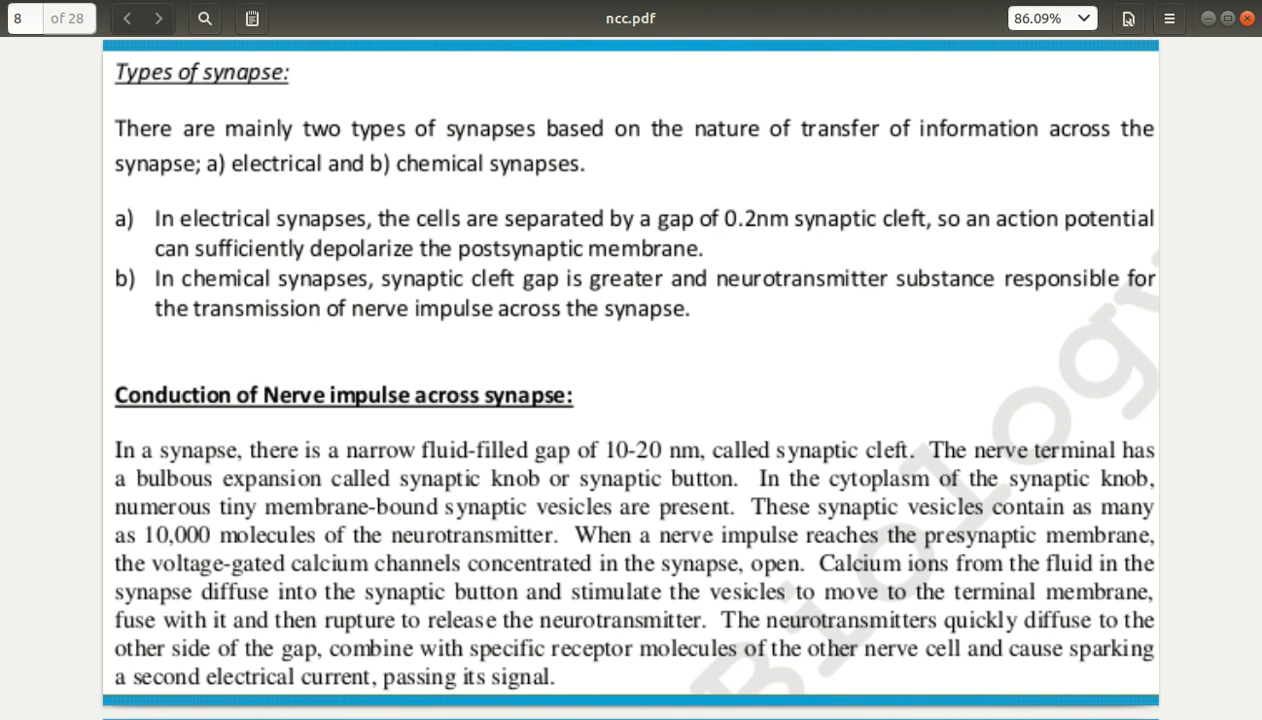 8 of 28
ncc.pdf
86.09%
Types of synapse:
There are mainly two types of synapses based on the nature of transfer of information across the
synapse; a) electrical and b) chemical synapses.
a) In electrical synapses, the cells are separated by a gap of 0.2nm synaptic cleft, so an action potential
can sufficiently depolarize the postsynaptic membrane.
b) In chemical synapses, synaptic cleft gap is greater and neurotransmitter substance responsible for
the transmission of nerve impulse across the synapse.
Conduction of Nerve impulse across synapse:
In a synapse, there is a narrow fluid-filled gap of 10-20 nm, called synaptic cleft. The nerve terminal has
a bulbous expansion called synaptic knob or synaptic button. In the cytoplasm of the synaptic knob,
numerous tiny membrane-bound synaptic vesicles are present. These synaptic vesicles contain as many
as 10,000 molecules of the neurotransmitter. When a nerve impulse reaches the presynaptic membrane,
the voltage-gated calcium channels concentrated in the synapse, open. Calcium ions from the fluid in the
synapse diffuse into the synaptic button and stimulate the vesicles to move to the terminal membrane,
fuse with it and then rupture to release the neurotransmitter. The neurotransmitters quickly diffuse to the
other side of the gap, combine with specific receptor molecules of the other nerve cell and cause sparking
a second electrical current, passing its signal.
Biology